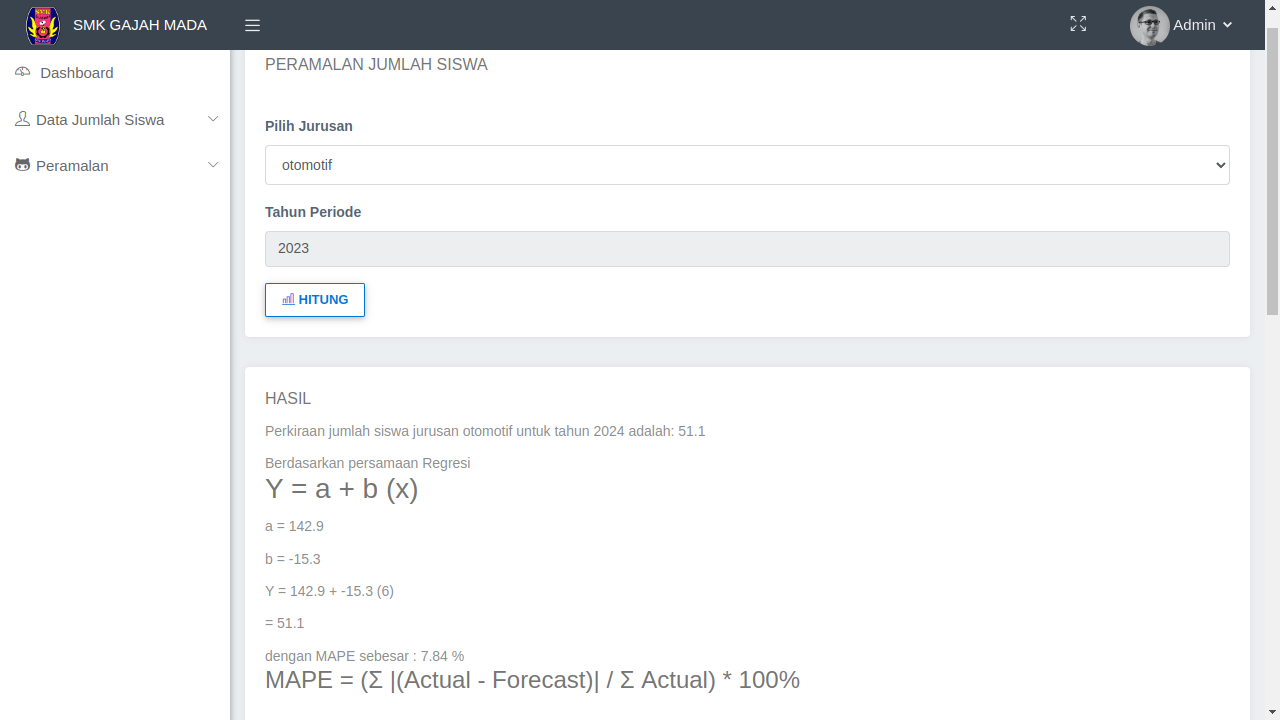 SMK GAJAH MADA
Admin
Dashboard
Data Jumlah Siswa
Peramalan
PERAMALAN JUMLAH SISWA
Pilih Jurusan
otomotif
Tahun Periode
2023
HITUNG
HASIL
Perkiraan jumlah siswa jurusan otomotif untuk tahun 2024 adalah: 51.1
Berdasarkan persamaan Regresi
Y = a + b (x)
a = 142.9
b = -15.3
Y = 142.9 + -15.3 (6)
= 51.1
dengan MAPE sebesar : 7.84 %
MAPE = (Σ |(Actual - Forecast)| / Σ Actual) * 100%